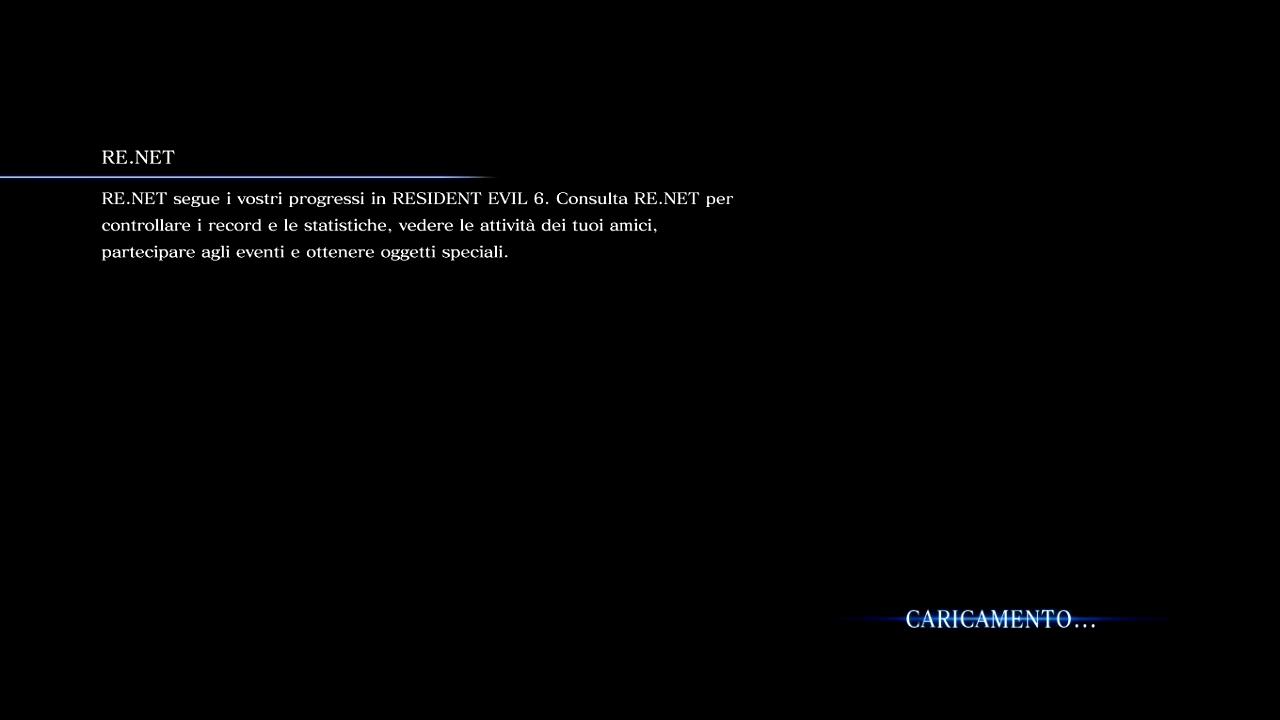 RE.NET
RE.NET segue i vostri progressi in RESIDENT EVIL 6. Consulta RE.NET per
controllare i record e le statistiche, vedere le attività dei tuoi amici,
partecipare agli eventi e ottenere oggetti speciali.
CARICAMENTO...